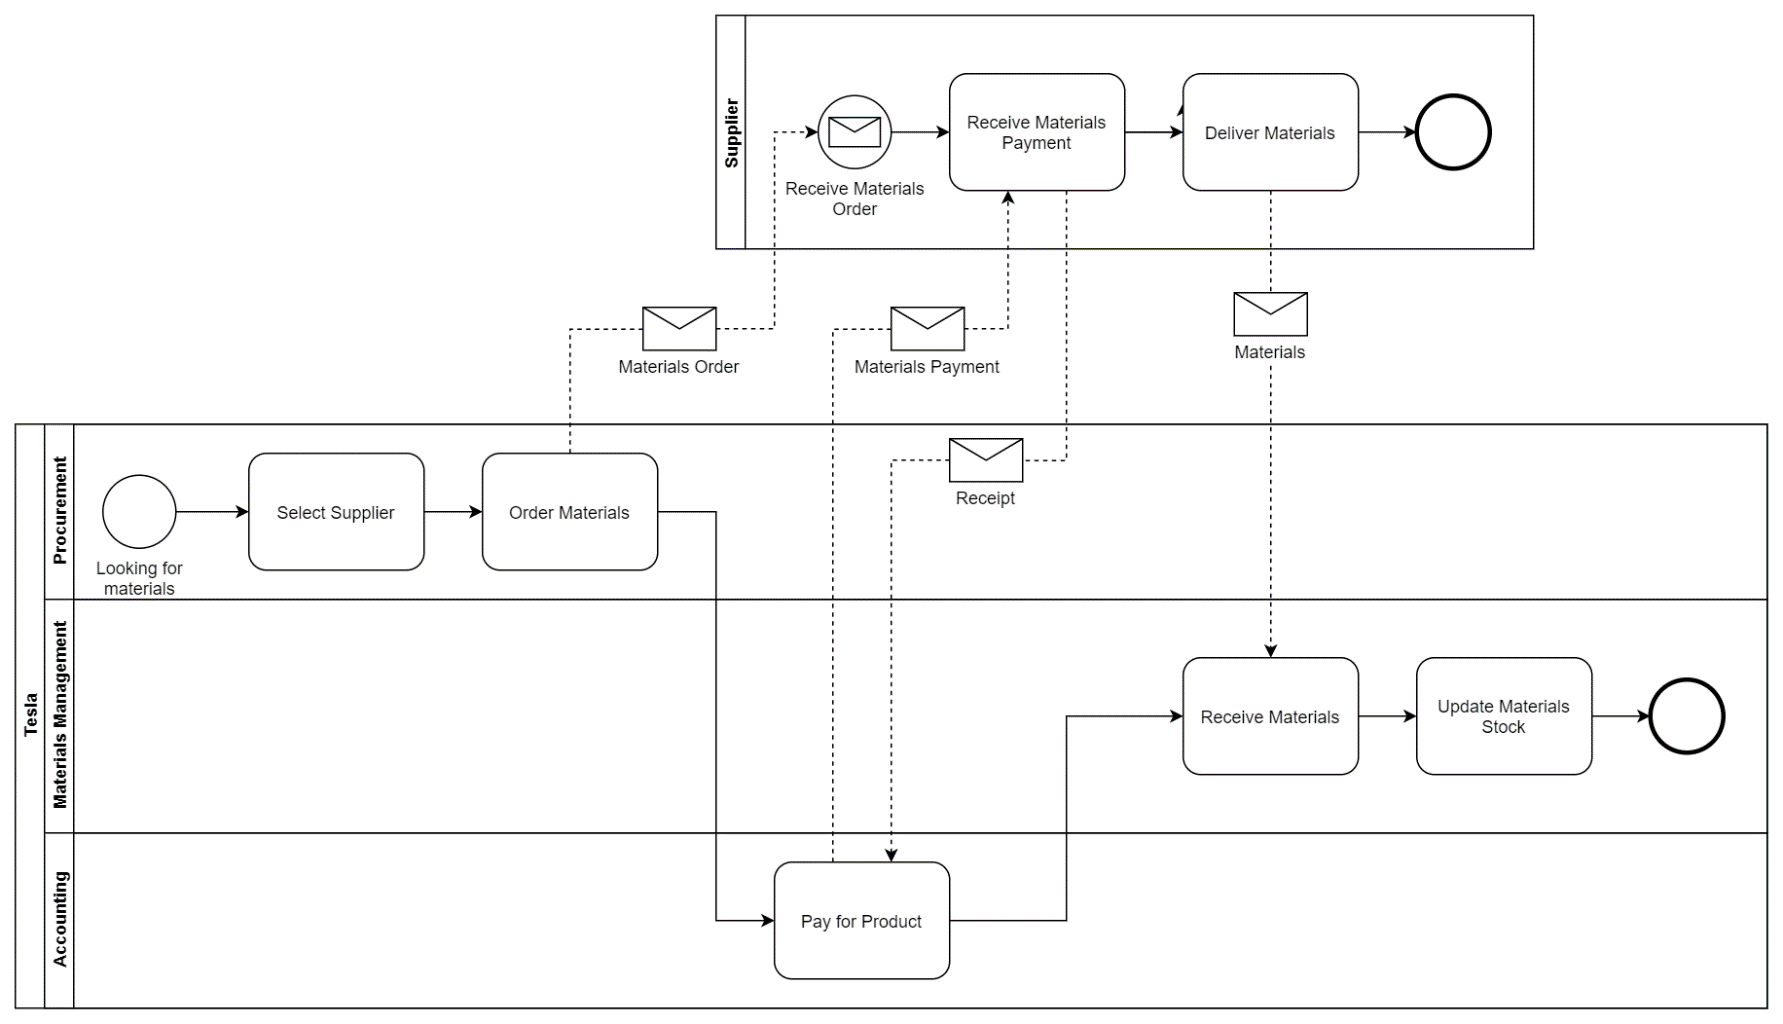 Supplier
Receive Materials
Order
Receive Materials
Payment
Deliver Materials
Materials Order
Materials Payment
Materials
Receipt
Tesla
Procurement
Looking for
materials
Select Supplier
Order Materials
Materials Management
Receive Materials
Update Materials
Stock
Accounting
Pay for Product